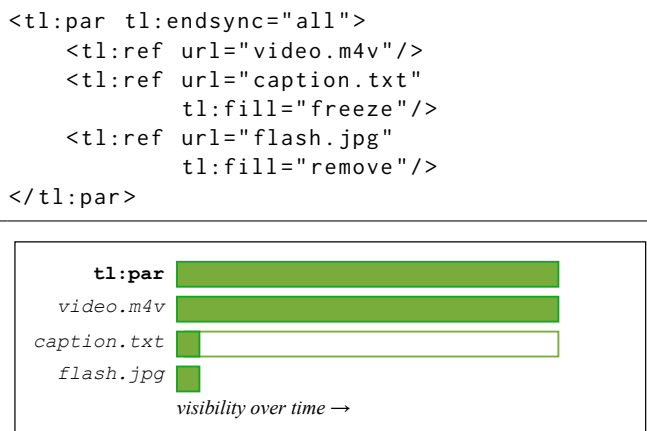 <tl:par tl:endsync="all">
    <tl:ref url="video.m4v"/>
    <tl:ref url="caption.txt"
            tl:fill="freeze"/>
    <tl:ref url="flash.jpg"
            tl:fill="remove"/>
</tl:par>
tl:par
video.m4v
caption.txt
flash.jpg
visibility over time →